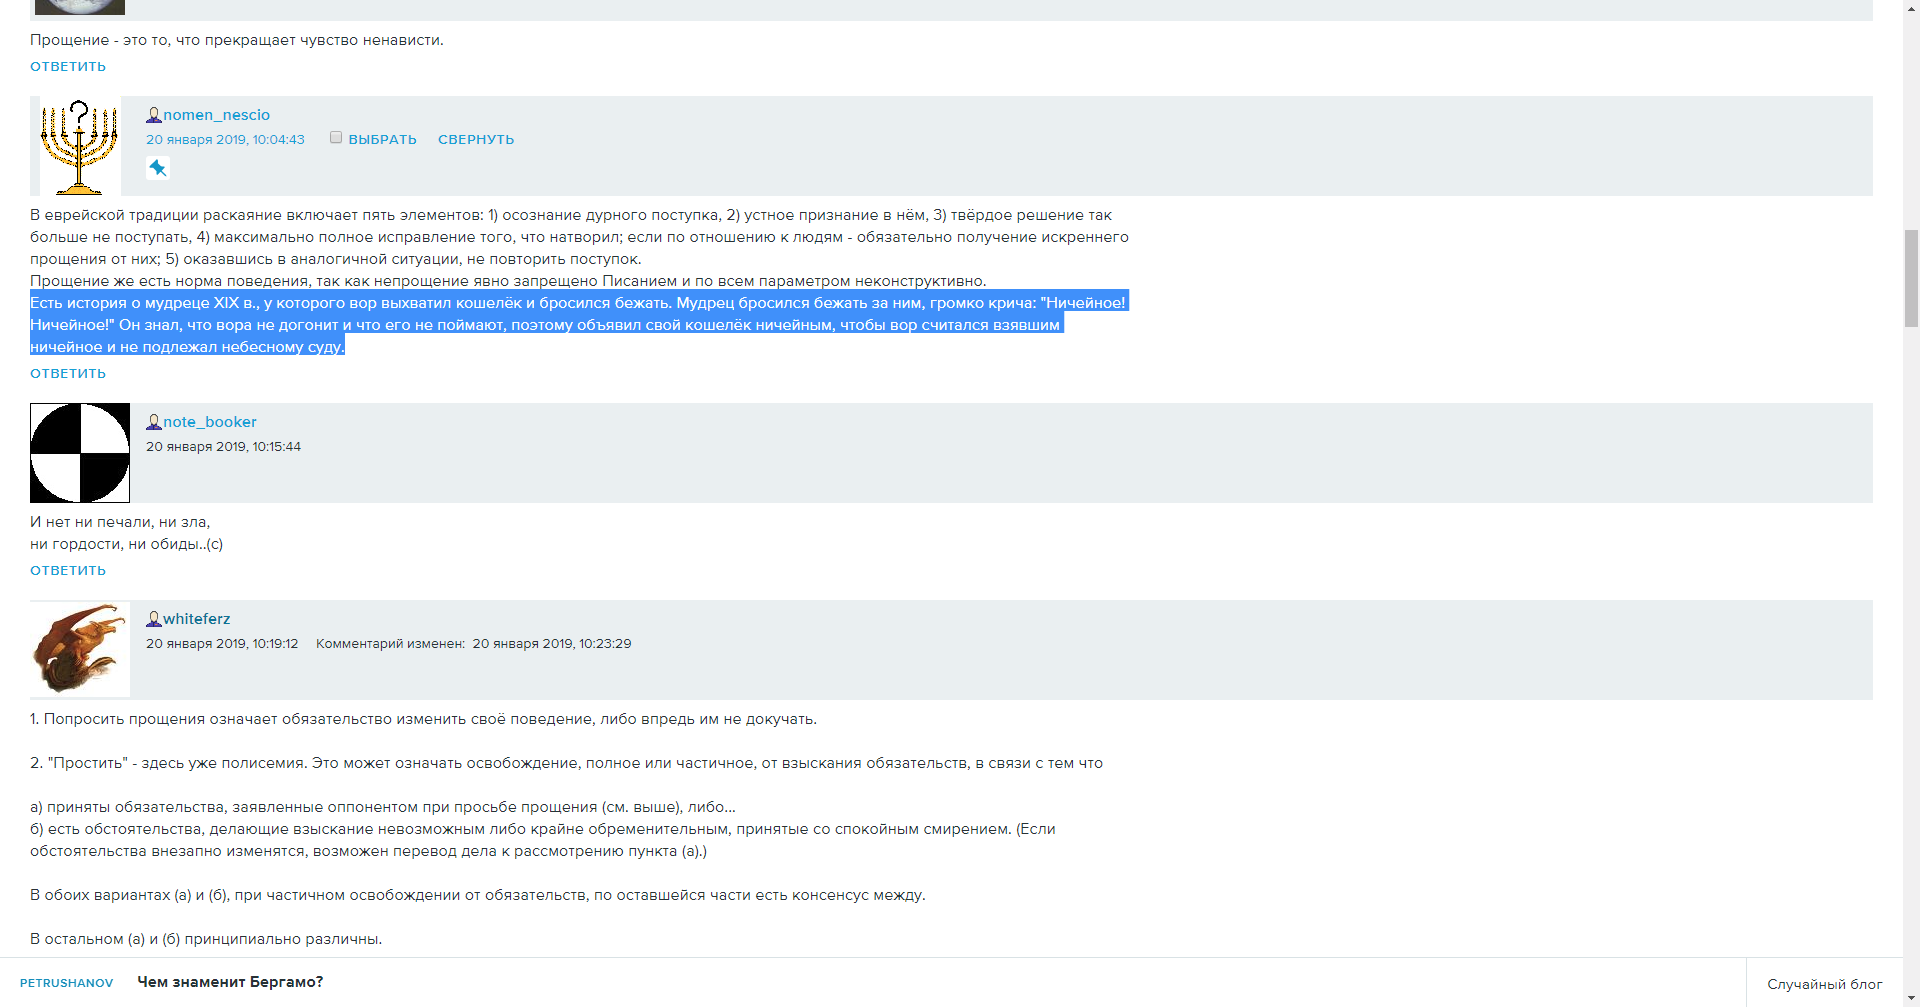 Прощение - это то, что прекращает чувство ненависти.
ОТВЕТИТЬ
nomen_nescio
20 января 2019, 10:04:43 ВЫБРАТЬ СВЕРНУТЬ
В еврейской традиции раскаяние включает пять элементов: 1) осознание дурного поступка, 2) устное признание в нём, 3) твёрдое решение так
больше не поступать, 4) максимально полное исправление того, что натворил; если по отношению к людям - обязательно получение искреннего
прощения от них; 5) оказавшись в аналогичной ситуации, не повторить поступок.
Прощение же есть норма поведения, так как непрощение явно запрещено Писанием и по всем параметром неконструктивно.
Есть история о мудреце XIX в., у которого вор выхватил кошелёк и бросился бежать. Мудрец бросился бежать за ним, громко крича: "Ничейное!
Ничейное!" Он знал, что вора не догонит и что его не поймают, поэтому объявил свой кошелёк ничейным, чтобы вор считался взявшим
ничейное и не подлежал небесному суду.
ОТВЕТИТЬ
note_booker
20 января 2019, 10:15:44
И нет ни печали, ни зла,
ни гордости, ни обиды..(с)
ОТВЕТИТЬ
whiteferz
20 января 2019, 10:19:12 Комментарий изменен: 20 января 2019, 10:23:29
1. Попросить прощения означает обязательство изменить своё поведение, либо впредь им не докучать.
2. "Простить" - здесь уже полисемия. Это может означать освобождение, полное или частичное, от взыскания обязательств, в связи с тем что
а) приняты обязательства, заявленные оппонентом при просьбе прощения (см. выше), либо...
б) есть обстоятельства, делающие взыскание невозможным либо крайне обременительным, принятые со спокойным смирением. (Если
обстоятельства внезапно изменятся, возможен перевод дела к рассмотрению пункта (а).)
В обоих вариантах (а) и (б), при частичном освобождении от обязательств, по оставшейся части есть консенсус между.
В остальном (а) и (б) принципиально различны.
PETRUSHANOV Чем знаменит Бергамо? Случайный блог